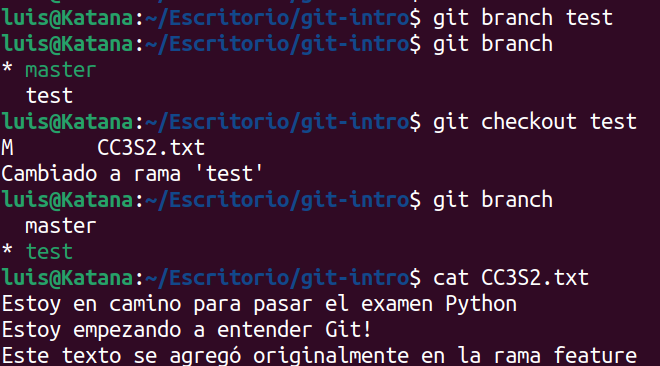 luis@Katana:~/Escritorio/git-intro$ git branch test
luis@Katana:~/Escritorio/git-intro$ git branch
* master
  test
luis@Katana:~/Escritorio/git-intro$ git checkout test
M       CC3S2.txt
Cambiado a rama 'test'
luis@Katana:~/Escritorio/git-intro$ git branch
  master
* test
luis@Katana:~/Escritorio/git-intro$ cat CC3S2.txt
Estoy en camino para pasar el examen Python
Estoy empezando a entender Git!
Este texto se agregó originalmente en la rama feature